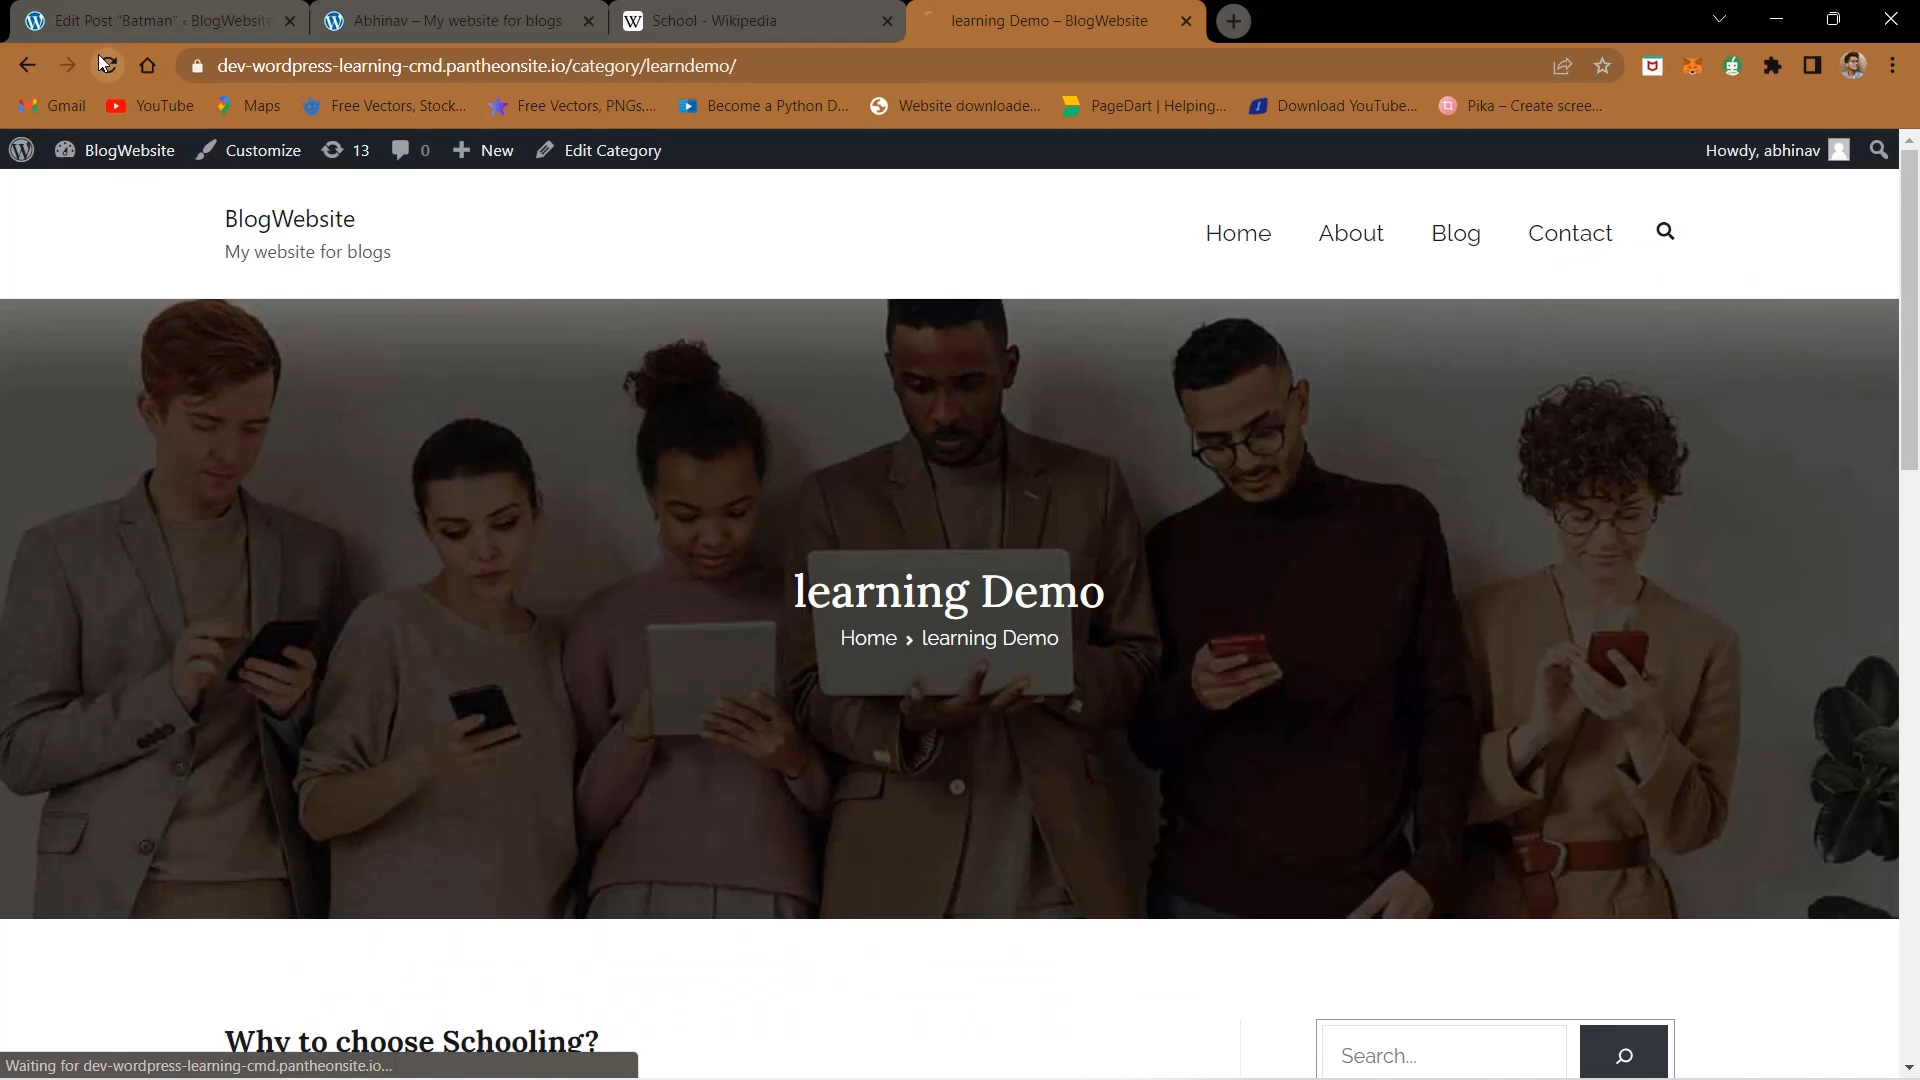 Edit Post "Batman" ‹ BlogWebsite
Abhinav – My website for blogs
School - Wikipedia
learning Demo – BlogWebsite
dev-wordpress-learning-cmd.pantheonsite.io/category/learndemo/
Gmail
YouTube
Maps
Free Vectors, Stock...
Free Vectors, PNGs,...
Become a Python D...
Website downloade...
PageDart | Helping...
Download YouTube...
Pika – Create scree...
BlogWebsite
Customize
13
0
New
Edit Category
Howdy, abhinav
BlogWebsite
My website for blogs
Home
About
Blog
Contact
learning Demo
Home › learning Demo
Why to choose Schooling?
Search...
Waiting for dev-wordpress-learning-cmd.pantheonsite.io...